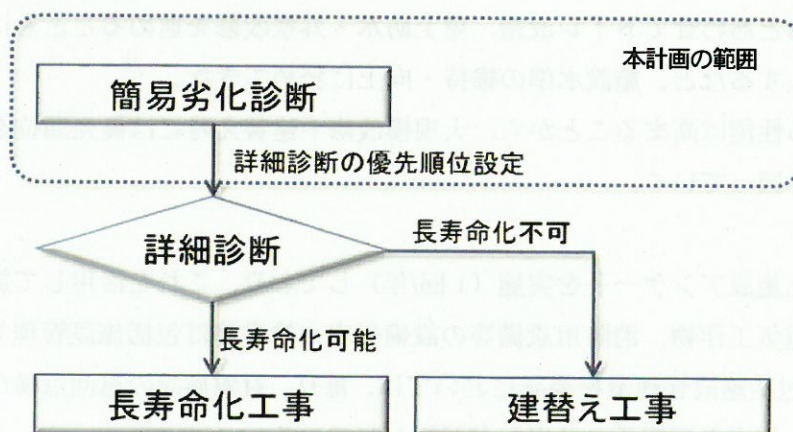 本計画の範囲
簡易劣化診断
詳細診断の優先順位設定
詳細診断
長寿命化不可
長寿命化可能
長寿命化工事
建替え工事